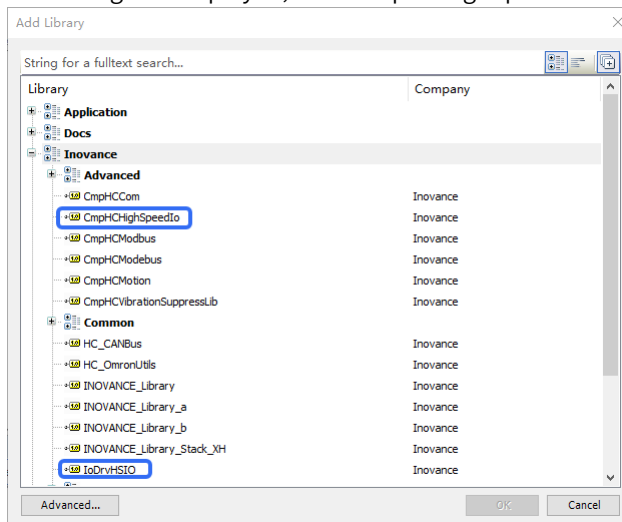 Add Library
String for a fulltext search...
Library Company
Application
Docs
Inovance
Advanced
CmpHCCom Inovance
CmpHCHighSpeedIo Inovance
CmpHCModbus Inovance
CmpHCModebus Inovance
CmpHCMotion Inovance
CmpHCVibrationSuppressLib Inovance
Common
HC_CANBus Inovance
HC_OmronUtils Inovance
INOVANCE_Library Inovance
INOVANCE_Library_a Inovance
INOVANCE_Library_b Inovance
INOVANCE_Library_Stack_XH Inovance
IoDrvHSIO Inovance
Advanced... OK Cancel